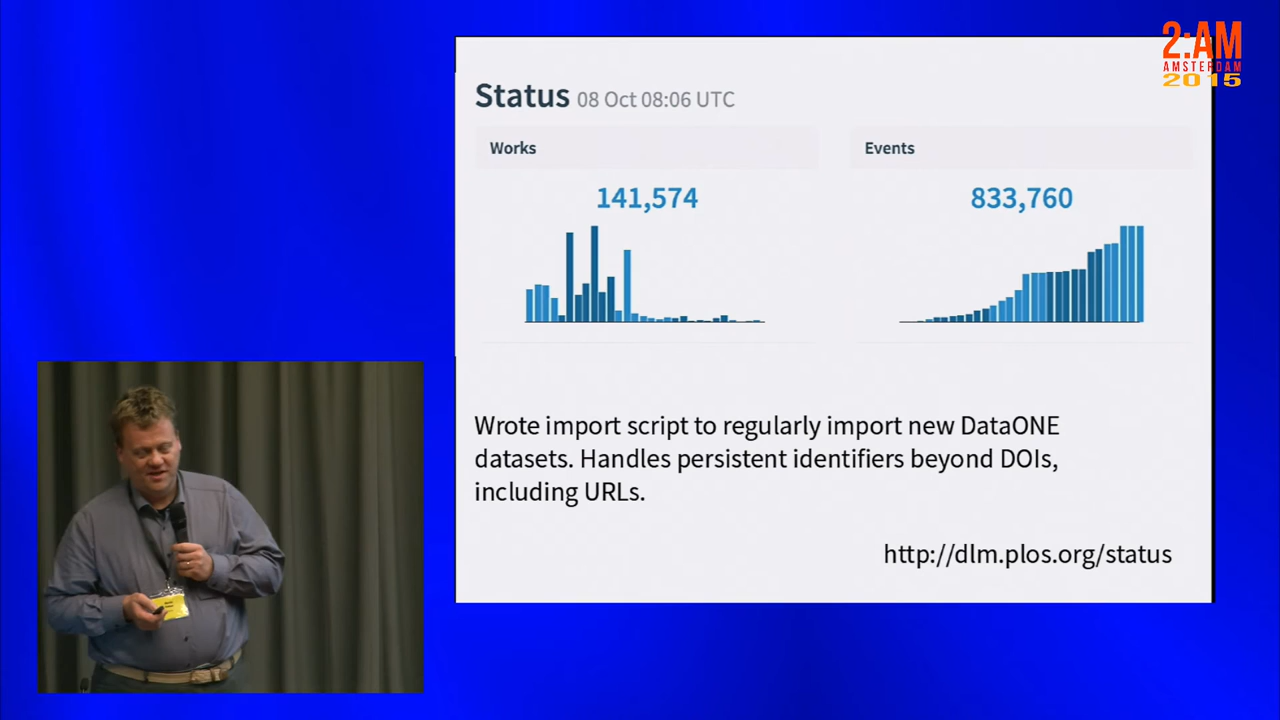 2:AM
AMSTERDAM
2015
Status 08 Oct 08:06 UTC
Works
Events
141,574
833,760
Wrote import script to regularly import new DataONE
datasets. Handles persistent identifiers beyond DOIs,
including URLs.
http://dlm.plos.org/status